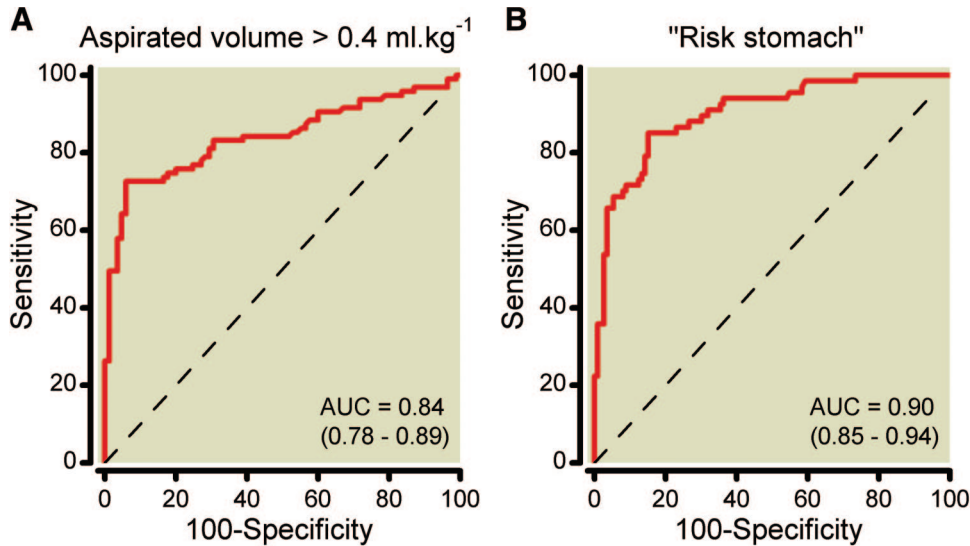 A
Aspirated volume > 0.4 ml.kg⁻¹
100
80
60
40
20
0
Sensitivity
AUC = 0.84
(0.78 - 0.89)
0 20 40 60 80 100
100-Specificity
B
"Risk stomach"
100
80
60
40
20
0
Sensitivity
AUC = 0.90
(0.85 - 0.94)
0 20 40 60 80 100
100-Specificity